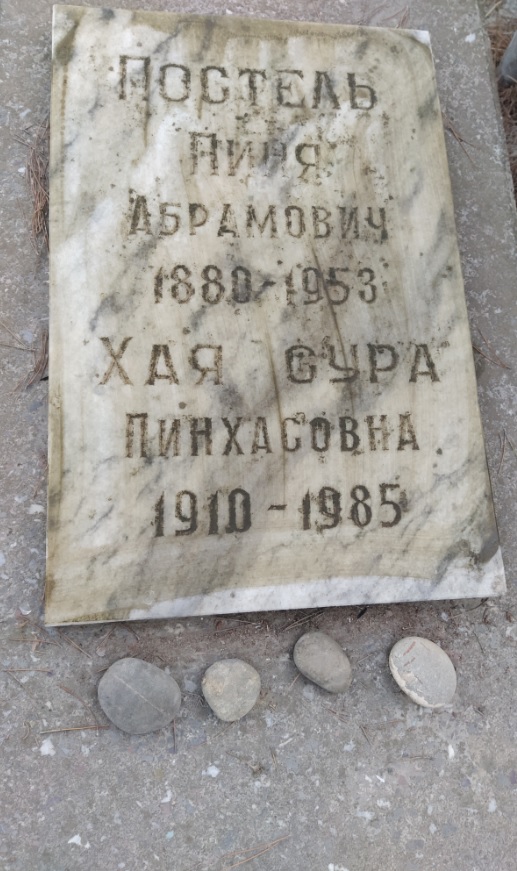 ПОСТЕЛЬ
ПИНЯ
АБРАМОВИЧ
1880-1953
ХАЯ СУРА
ПИНХАСОВНА
1910-1985